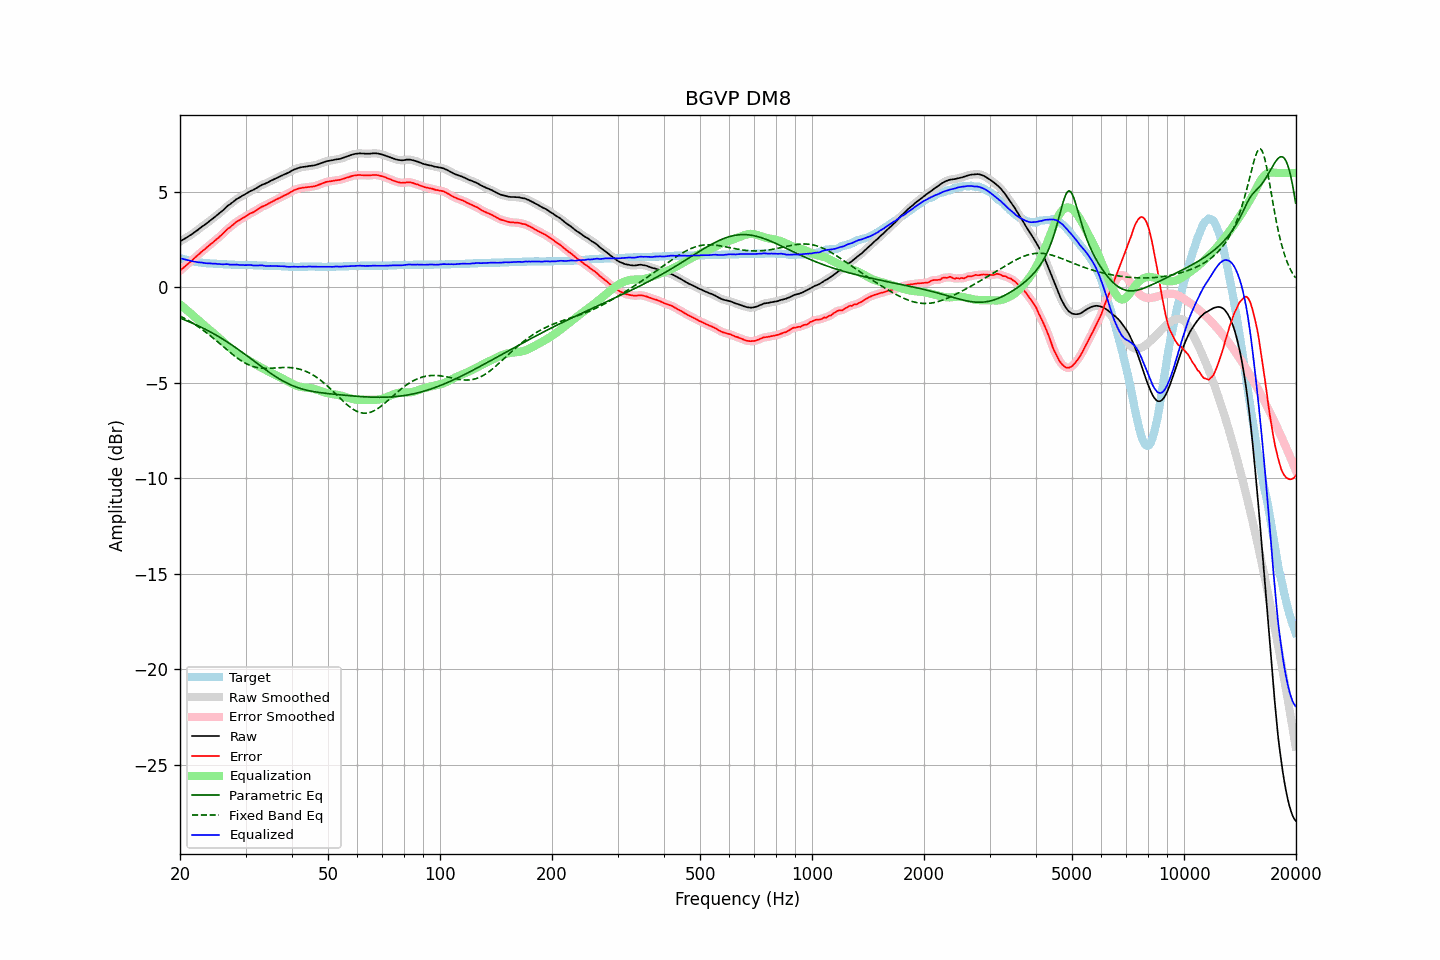 BGVP DM8
Amplitude (dBr)
5
0
−5
−10
−15
−20
−25
Target
Raw Smoothed
Error Smoothed
Raw
Error
Equalization
Parametric Eq
Fixed Band Eq
Equalized
20 50 100 200 500 1000 2000 5000 10000 20000
Frequency (Hz)